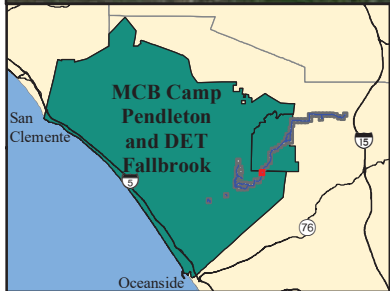 MCB Camp
Pendleton
and DET
Fallbrook
San
Clemente
15
5
76
Oceanside